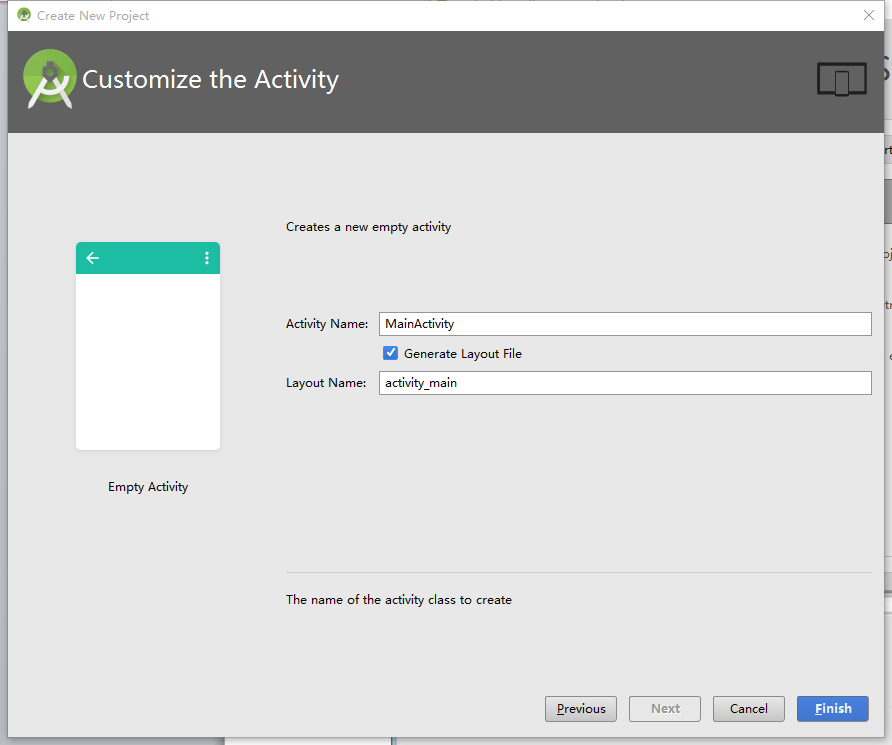 Create New Project
Customize the Activity
Creates a new empty activity
Activity Name: MainActivity
Generate Layout File
Layout Name: activity_main
Empty Activity
The name of the activity class to create
Previous Next Cancel Finish